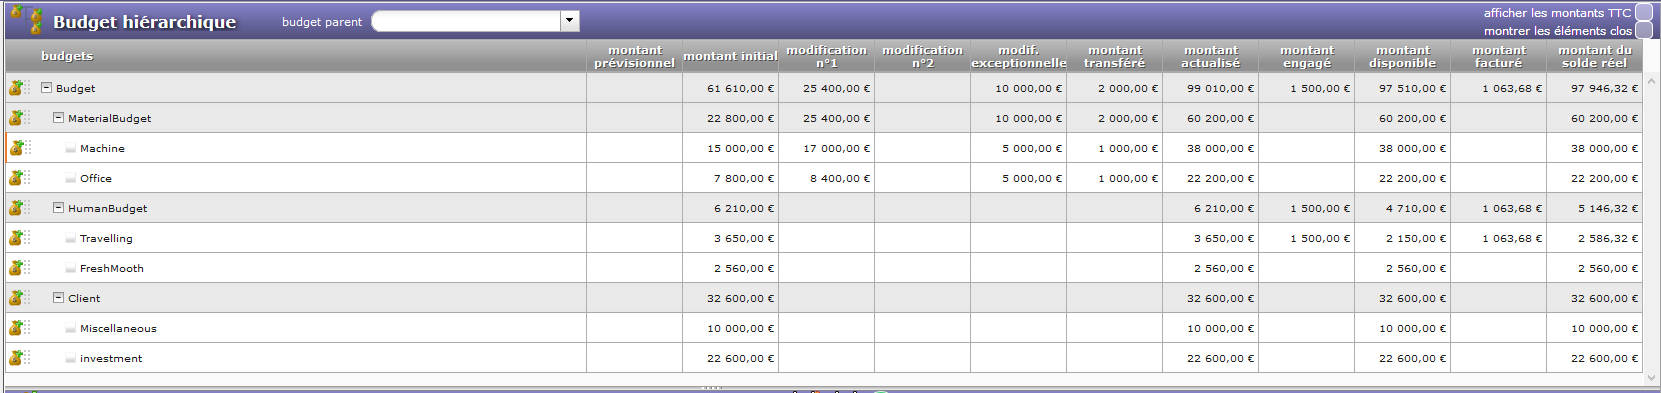 Budget hiérarchique budget parent afficher les montants TTC
montrer les éléments clos
budgets montant prévisionnel montant initial modification n°1 modification n°2 modif. exceptionnelle montant transféré montant actualisé montant engagé montant disponible montant facturé montant du solde réel
Budget 61 610,00 € 25 400,00 € 10 000,00 € 2 000,00 € 99 010,00 € 1 500,00 € 97 510,00 € 1 063,68 € 97 946,32 €
MaterialBudget 22 800,00 € 25 400,00 € 10 000,00 € 2 000,00 € 60 200,00 € 60 200,00 € 60 200,00 €
Machine 15 000,00 € 17 000,00 € 5 000,00 € 1 000,00 € 38 000,00 € 38 000,00 € 38 000,00 €
Office 7 800,00 € 8 400,00 € 5 000,00 € 1 000,00 € 22 200,00 € 22 200,00 € 22 200,00 €
HumanBudget 6 210,00 € 6 210,00 € 1 500,00 € 4 710,00 € 1 063,68 € 5 146,32 €
Travelling 3 650,00 € 3 650,00 € 1 500,00 € 2 150,00 € 1 063,68 € 2 586,32 €
FreshMooth 2 560,00 € 2 560,00 € 2 560,00 € 2 560,00 €
Client 32 600,00 € 32 600,00 € 32 600,00 € 32 600,00 €
Miscellaneous 10 000,00 € 10 000,00 € 10 000,00 € 10 000,00 €
investment 22 600,00 € 22 600,00 € 22 600,00 € 22 600,00 €